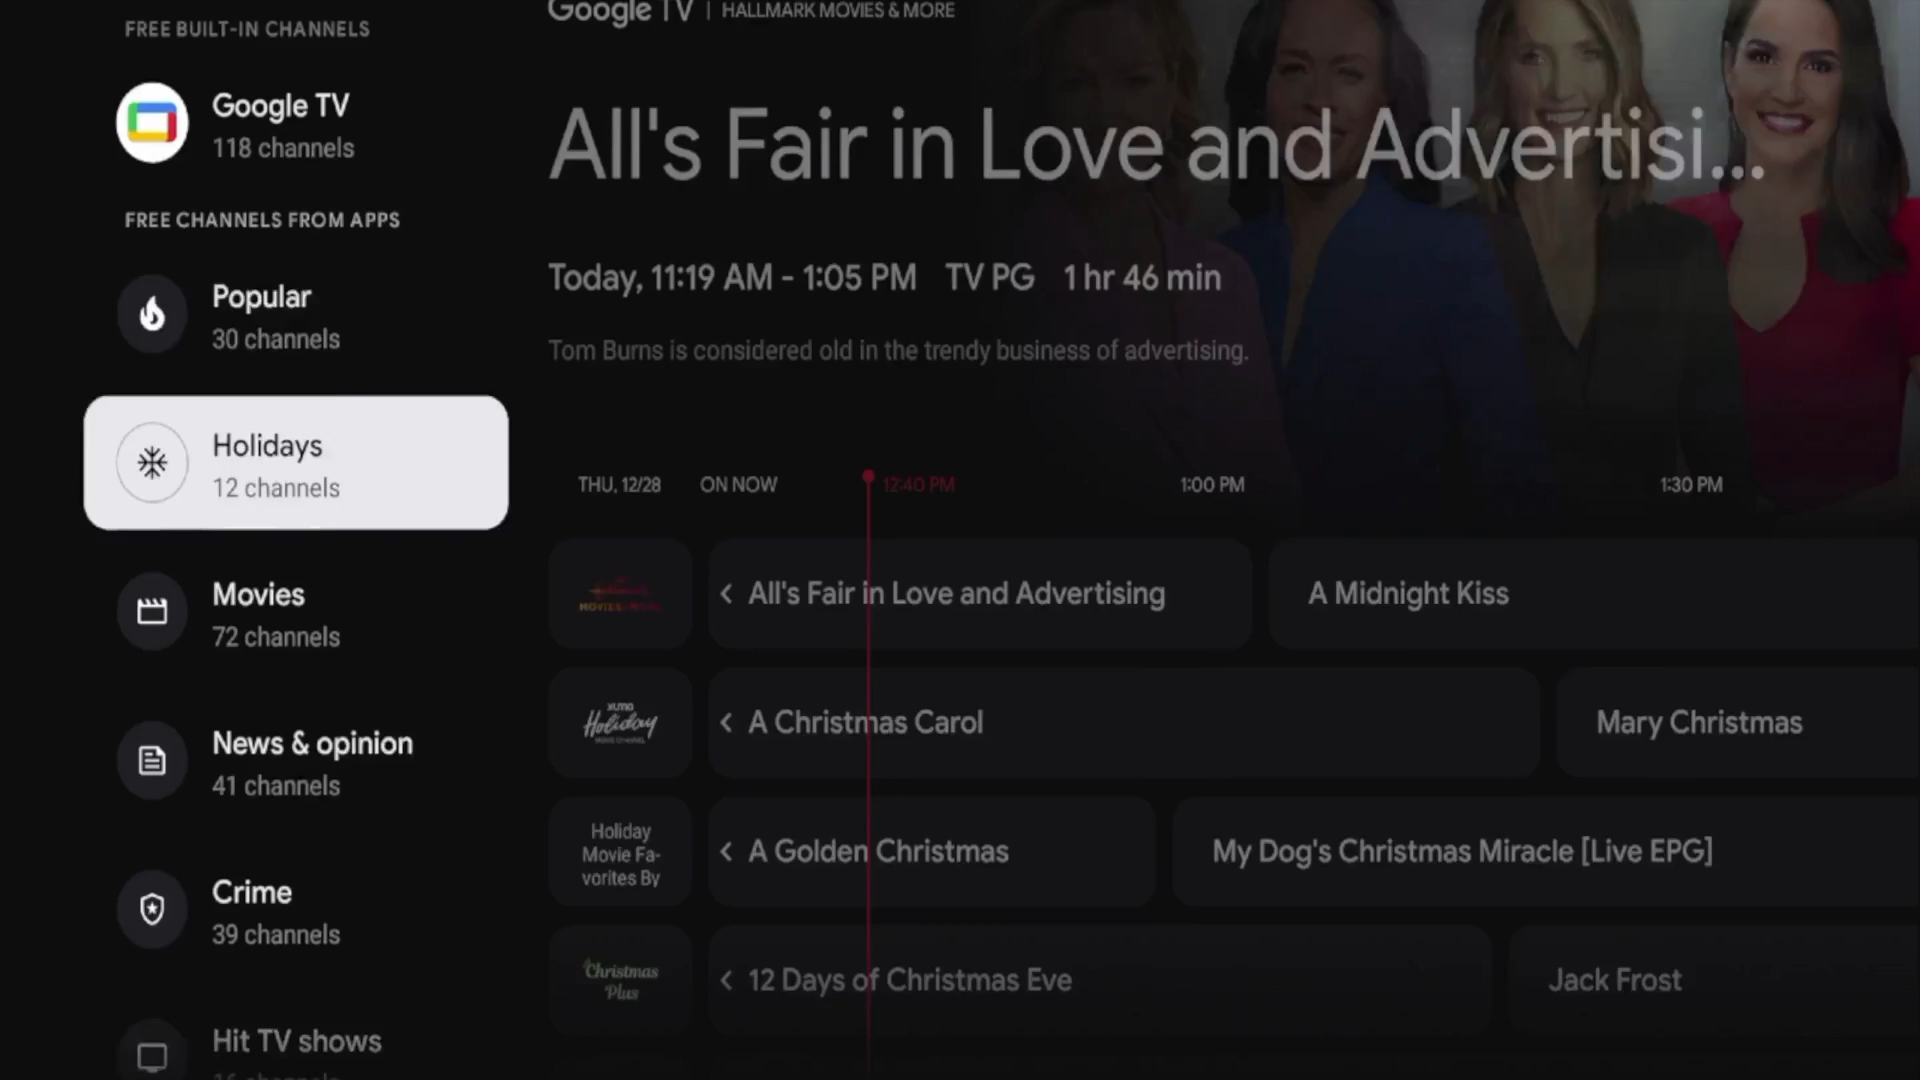 FREE BUILT-IN CHANNELS
Google TV
118 channels
FREE CHANNELS FROM APPS
Popular
30 channels
Holidays
12 channels
Movies
72 channels
News & opinion
41 channels
Crime
39 channels
Hit TV shows
Google TV | HALLMARK MOVIES & MORE
All's Fair in Love and Advertisi...
Today, 11:19 AM - 1:05 PM TV PG 1 hr 46 min
Tom Burns is considered old in the trendy business of advertising.
THU, 12/28 ON NOW 12:40 PM 1:00 PM 1:30 PM
< All's Fair in Love and Advertising
A Midnight Kiss
XUMO
Holiday
MOVIE CHANNEL
< A Christmas Carol
Mary Christmas
Holiday
Movie Fa-
vorites By
< A Golden Christmas
My Dog's Christmas Miracle [Live EPG]
Christmas
Plus
< 12 Days of Christmas Eve
Jack Frost